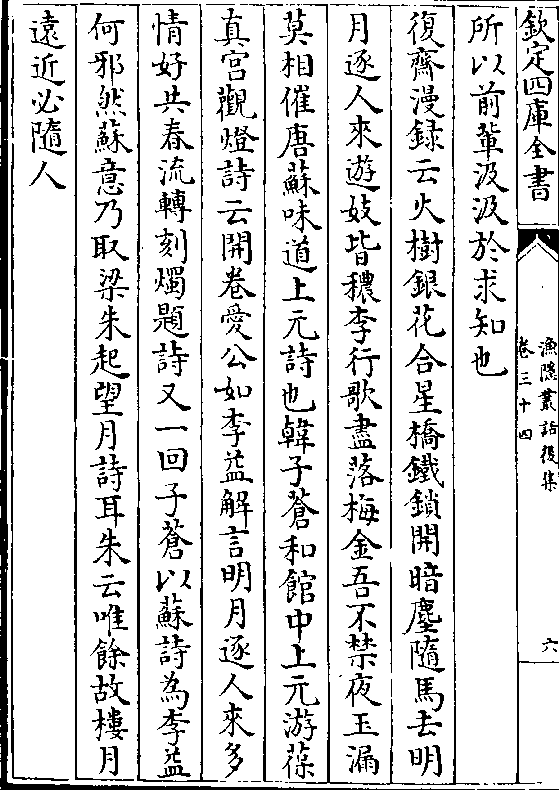 欽定四庫全書
漁隱叢話後集
卷三十四
六
所以前輩汲汲於求知也
復齋漫録云火樹銀花合星橋鐵鎖開暗塵隨馬去明
月逐人來遊妓皆穠李行歌盡落梅金吾不禁夜玉漏
莫相催唐蘇味道上元詩也韓子蒼和館中上元游葆
真宮觀燈詩云開卷愛公如李益解言明月逐人來多
情好共春流轉刻燭題詩又一回子蒼以蘇詩為李益
何邪然蘇意乃取梁朱起望月詩耳朱云唯餘故樓月
遠近必隨人